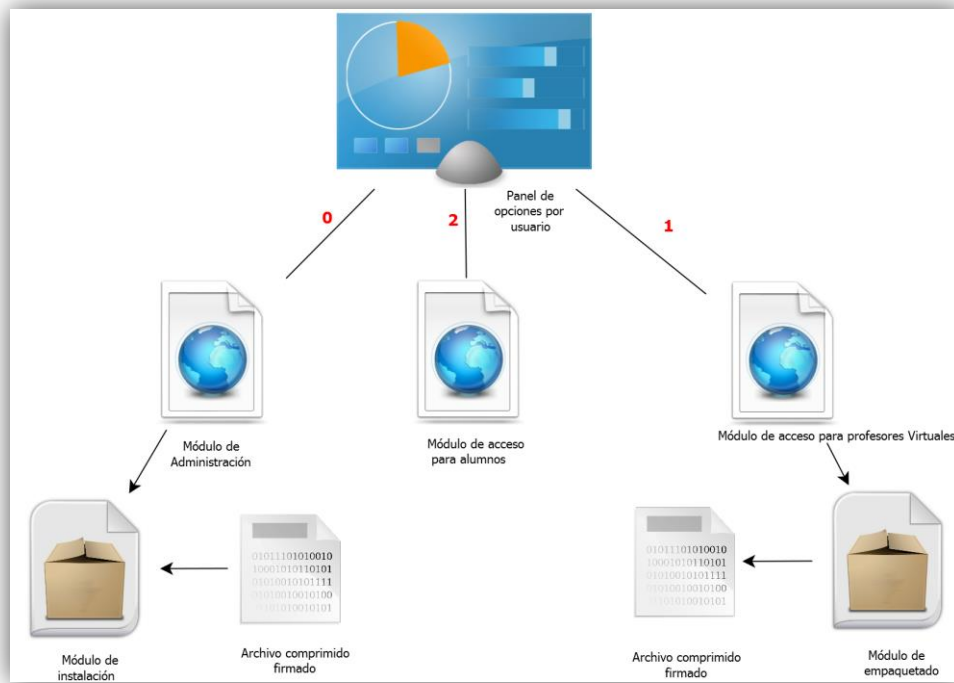 Panel de
opciones por
usuario
0
2
1
Módulo de
Administración
Módulo de acceso
para alumnos
Módulo de acceso para profesores Virtuales
01011101010010
10001010110101
01010010101111
01010010010100
01101010010101
Módulo de
instalación
Archivo comprimido
firmado
01011101010010
10001010110101
01010010101111
01010010010100
Archivo comprimido
firmado
Módulo de
empaquetado